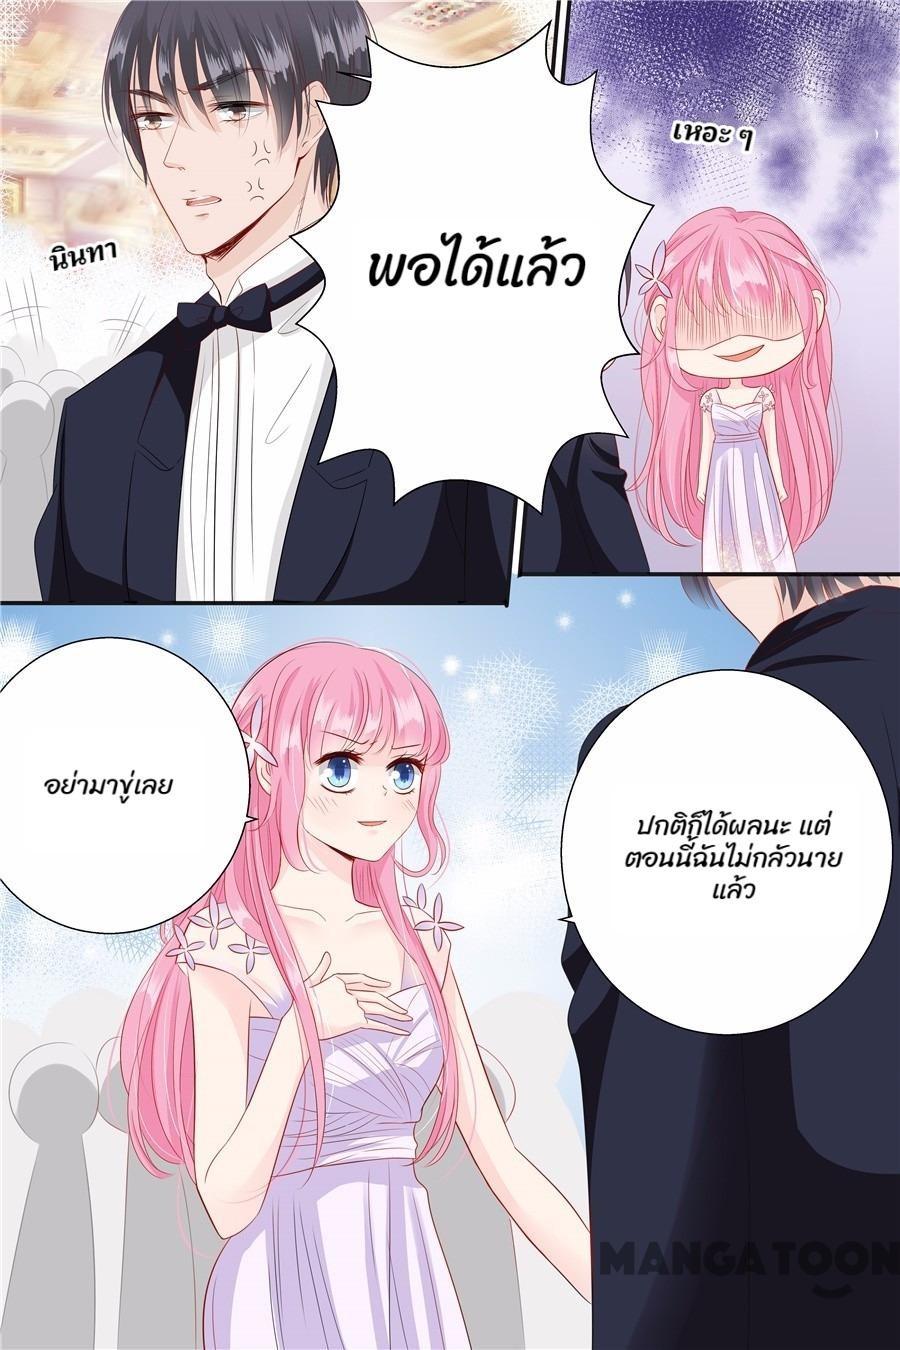 เหอะ ๆ
นินทา
พอได้แล้ว
อย่ามาขู่เลย
ปกติก็ได้ผลนะ แต่
ตอนนี้ฉันไม่กลัวนาย
แล้ว
MANGATOON